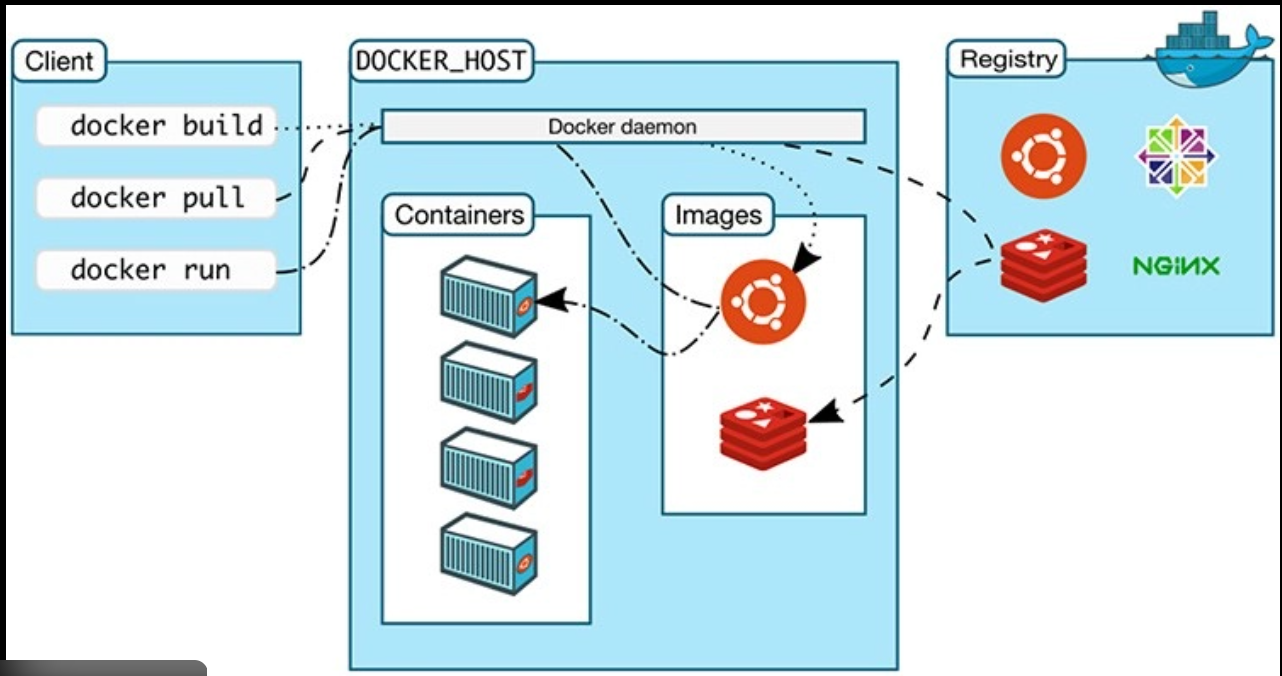 Client
docker build
docker pull
docker run
DOCKER_HOST
Docker daemon
Containers
Images
Registry
NGiNX